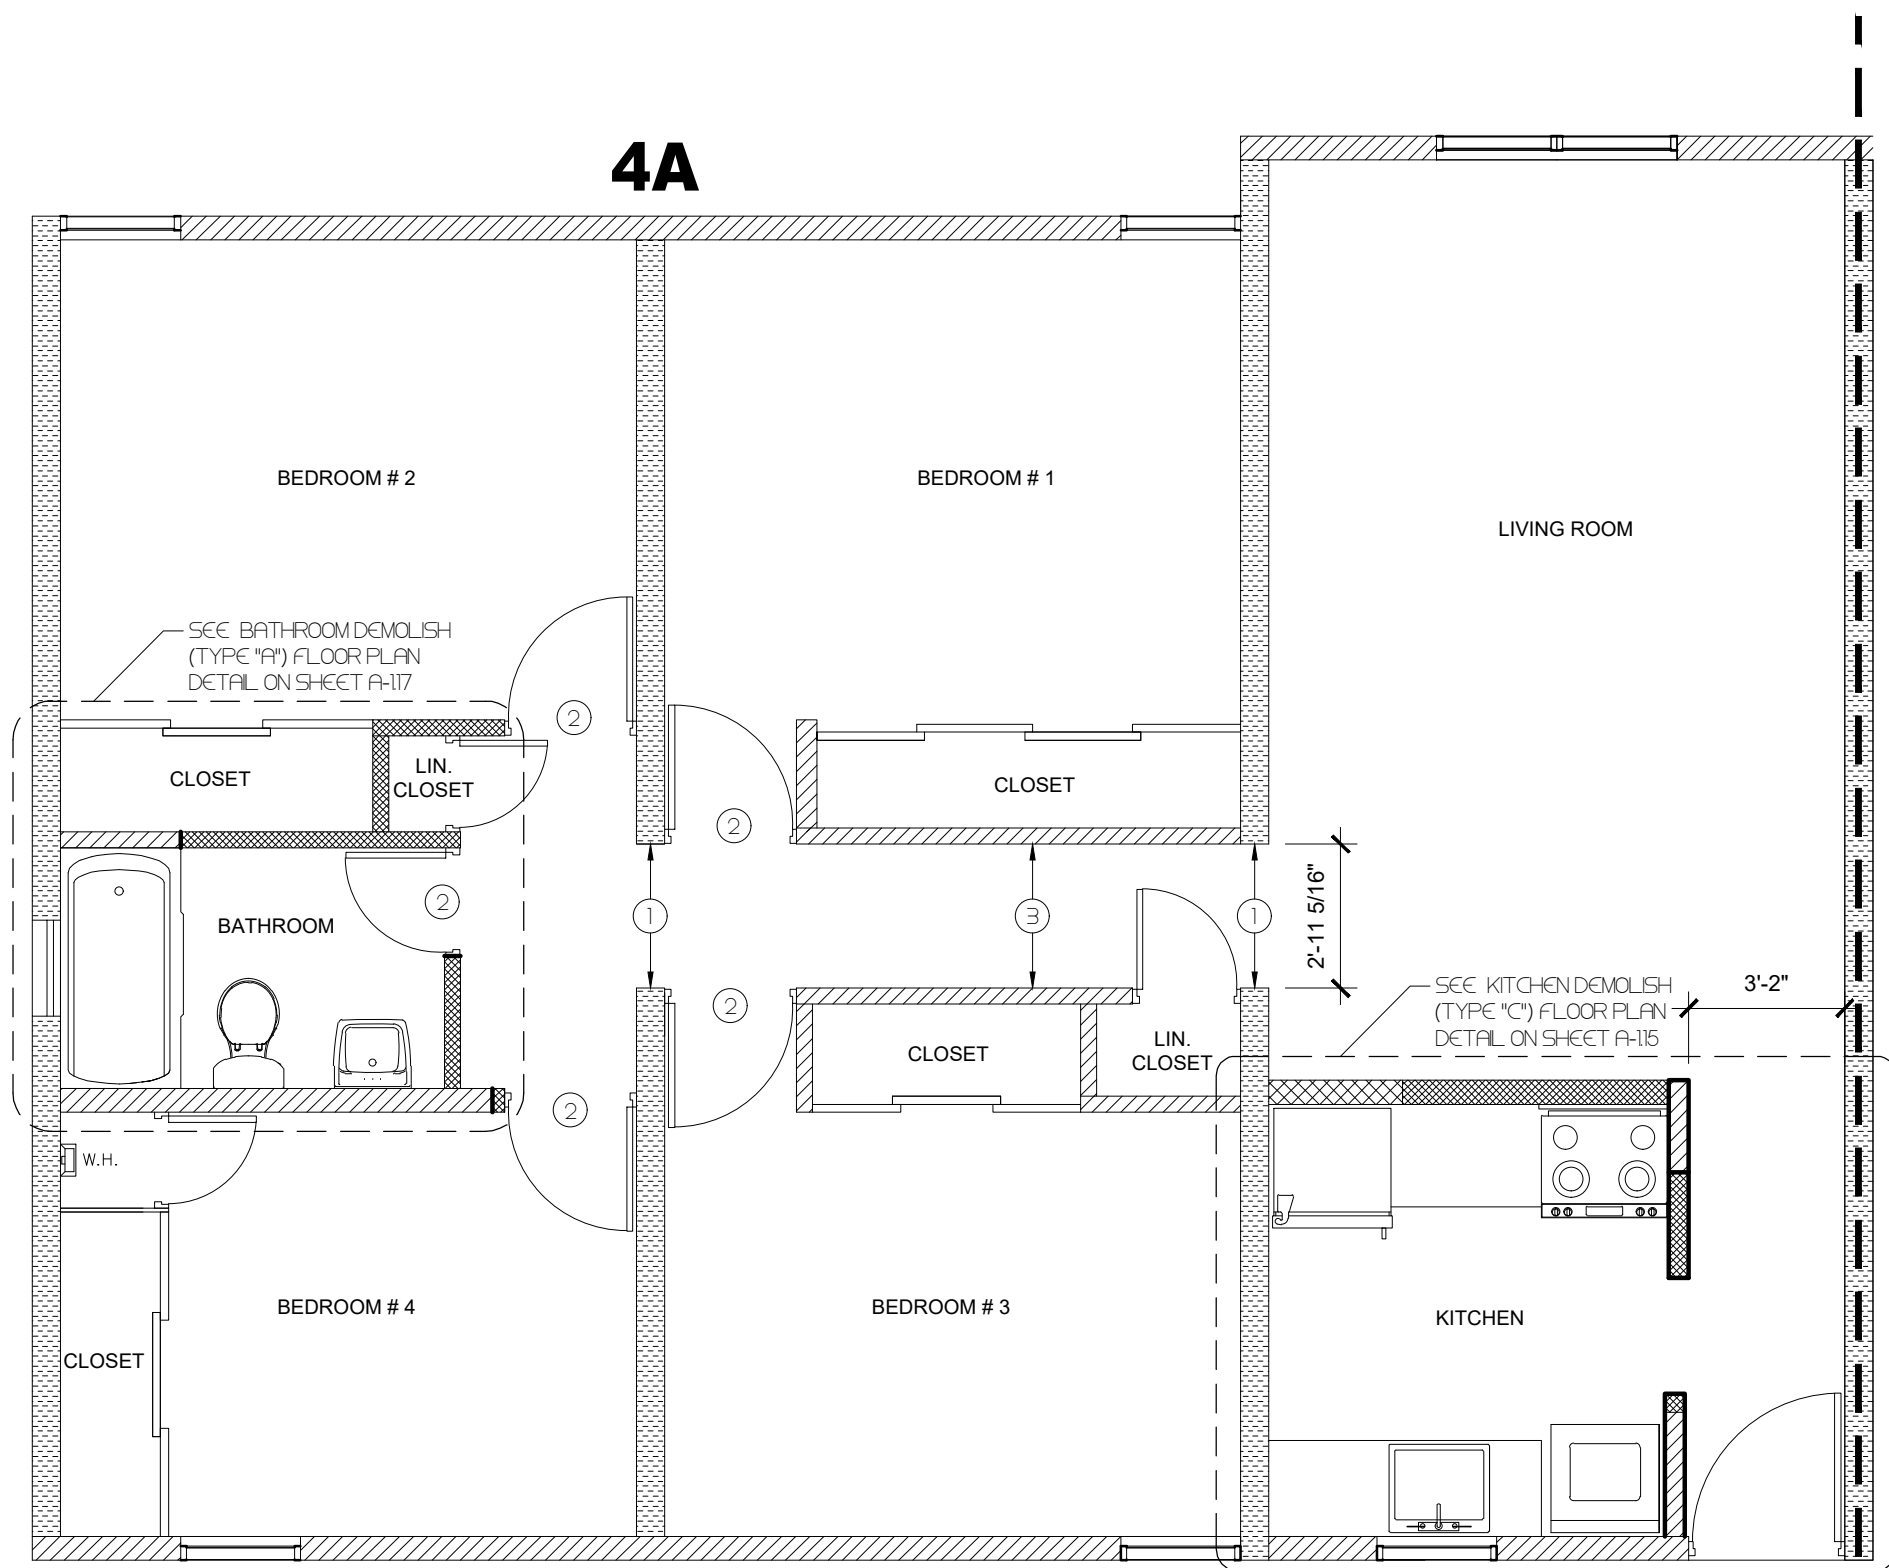 4A
BEDROOM # 2
BEDROOM # 1
LIVING ROOM
SEE BATHROOM DEMOLISH
(TYPE "A") FLOOR PLAN
DETAIL ON SHEET A-1.17
2
CLOSET
LIN.
CLOSET
CLOSET
2
2
BATHROOM
1
3
1
2'-11 5/16"
SEE KITCHEN DEMOLISH
(TYPE "C") FLOOR PLAN
DETAIL ON SHEET A-1.15
3'-2"
2
CLOSET
LIN.
CLOSET
2
W.H.
BEDROOM # 4
BEDROOM # 3
KITCHEN
CLOSET